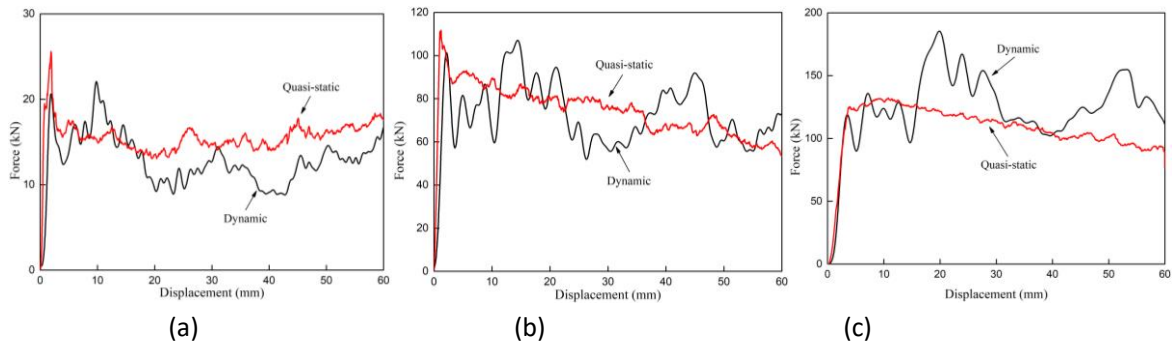 30
20
10
0
Force (kN)
Quasi-static
Dynamic
0 10 20 30 40 50 60
Displacement (mm)
(a)
120
100
80
60
40
20
0
Force (kN)
Quasi-static
Dynamic
0 10 20 30 40 50 60
Displacement (mm)
(b)
200
150
100
50
0
Force (kN)
Dynamic
Quasi-static
0 10 20 30 40 50 60
Displacement (mm)
(c)